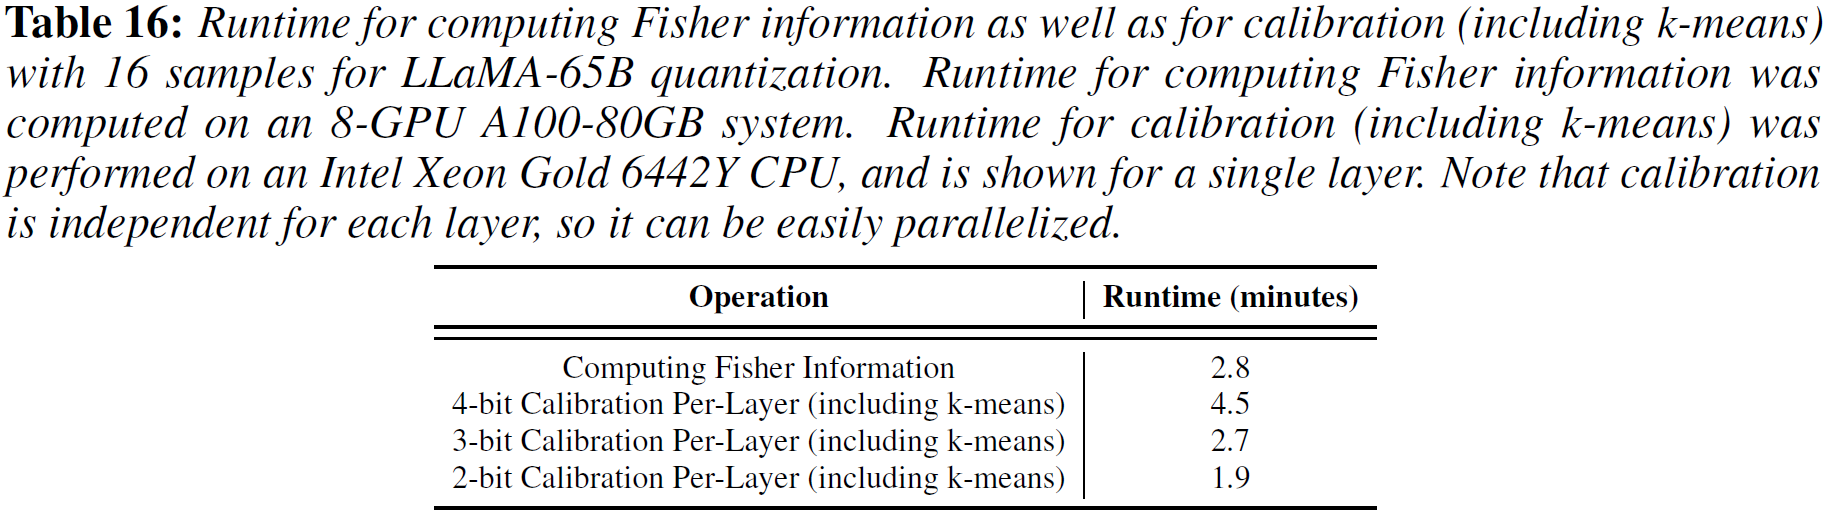 Table 16: Runtime for computing Fisher information as well as for calibration (including k-means)
with 16 samples for LLaMA-65B quantization. Runtime for computing Fisher information was
computed on an 8-GPU A100-80GB system. Runtime for calibration (including k-means) was
performed on an Intel Xeon Gold 6442Y CPU, and is shown for a single layer. Note that calibration
is independent for each layer, so it can be easily parallelized.
Operation Runtime (minutes)
Computing Fisher Information 2.8
4-bit Calibration Per-Layer (including k-means) 4.5
3-bit Calibration Per-Layer (including k-means) 2.7
2-bit Calibration Per-Layer (including k-means) 1.9